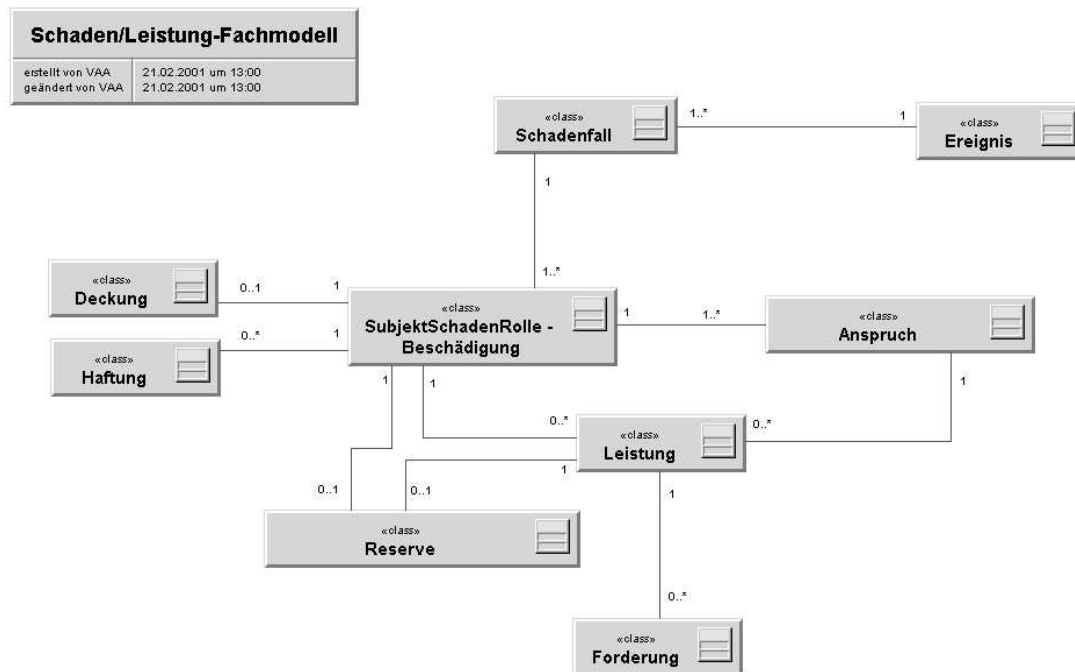 Schaden/Leistung-Fachmodell
erstellt von VAA 21.02.2001 um 13:00
geändert von VAA 21.02.2001 um 13:00
«class»
Schadenfall
1..*
1
«class»
Ereignis
1
1..*
«class»
Deckung
0..1
1
«class»
SubjektSchadenRolle -
Beschädigung
1
1..*
«class»
Anspruch
«class»
Haftung
0..*
1
1
1
1
0..*
«class»
Leistung
0..*
0..1
0..1
1
1
«class»
Reserve
0..*
«class»
Forderung